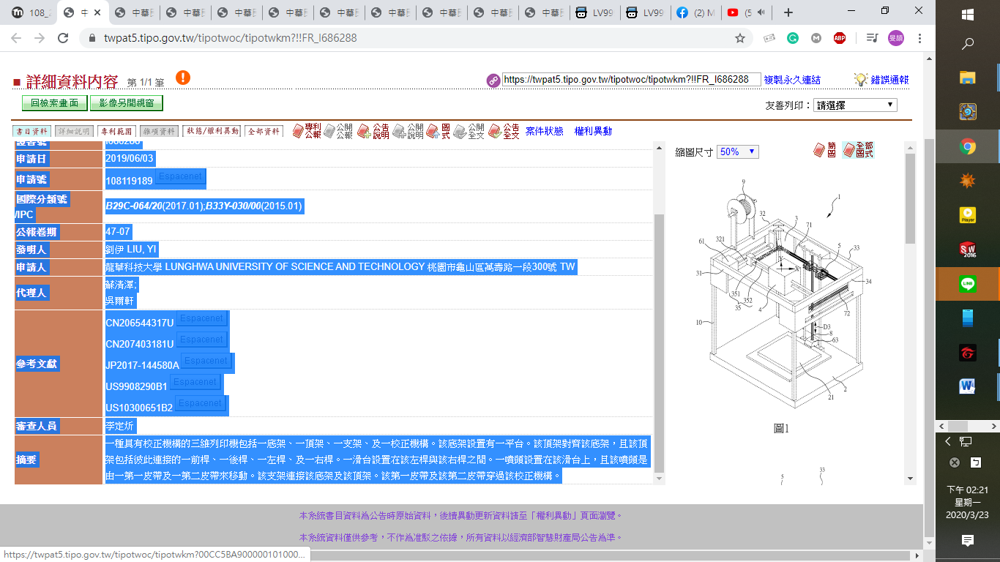 108_
中
中華民
中華民
中華民
中華民
中華民
中華民
中華民
中華民
中華民
LV99
LV99
(2) M
(5
twpat5.tipo.gov.tw/tipotwoc/tipotwkm?!!FR_I686288
ABP
旻頡
詳細資料內容 第 1/1 筆
https://twpat5.tipo.gov.tw/tipotwoc/tipotwkm?!!FR_I686288 複製永久連結 錯誤通報
回檢索畫面 影像另開視窗 友善列印：請選擇
書目資料 詳細說明 專利範圍 雜項資料 狀態/權利異動 全部資料 專利公報 公開公報 公告說明 公開說明 圖式 公開全文 公告全文 案件狀態 權利異動
證書號 I686288
申請日 2019/06/03
申請號 108119189 Espacenet
國際分類號
/IPC
B29C-064/20(2017.01);B33Y-030/00(2015.01)
公報卷期 47-07
發明人 劉伊 LIU, YI
申請人 龍華科技大學 LUNGHWA UNIVERSITY OF SCIENCE AND TECHNOLOGY 桃園市龜山區萬壽路一段300號 TW
代理人 蘇清澤;
吳爾軒
參考文獻
CN206544317U Espacenet
CN207403181U Espacenet
JP2017-144580A Espacenet
US9908290B1 Espacenet
US10300651B2 Espacenet
審查人員 李定炘
摘要
一種具有校正機構的三維列印機包括一底架、一頂架、一支架、及一校正機構。該底架設置有一平台。該頂架對齊該底架，且該頂
架包括彼此連接的一前桿、一後桿、一左桿、及一右桿。一滑台設置在該左桿與該右桿之間。一噴頭設置在該滑台上，且該噴頭是
由一第一皮帶及一第二皮帶來移動。該支架連接該底架及該頂架。該第一皮帶及該第二皮帶穿過該校正機構。
縮圖尺寸 50% 簡圖 全部圖式
9
1
32
3
71
321
61
5
33
31
34
351
352
35
4
72
10
D3
8
63
21
2
圖1
5
33
本系統書目資料為公告時原始資料，後續異動更新資料請至「權利異動」頁面瀏覽。
本系統資料僅供參考，不作為准駁之依據，所有資料以經濟部智慧財產局公告為準。
https://twpat5.tipo.gov.tw/tipotwoc/tipotwkm?00CC5BA900000101000...
Player
SW
2016
LINE
W
下午 02:21
星期一
2020/3/23